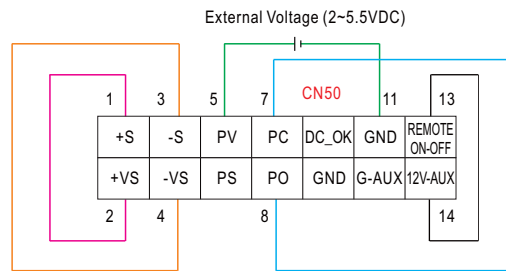 External Voltage (2~5.5VDC)
CN50
1 3 5 7 11 13
+S -S PV PC DC_OK GND REMOTE
ON-OFF
+VS -VS PS PO GND G-AUX 12V-AUX
2 4 8 14